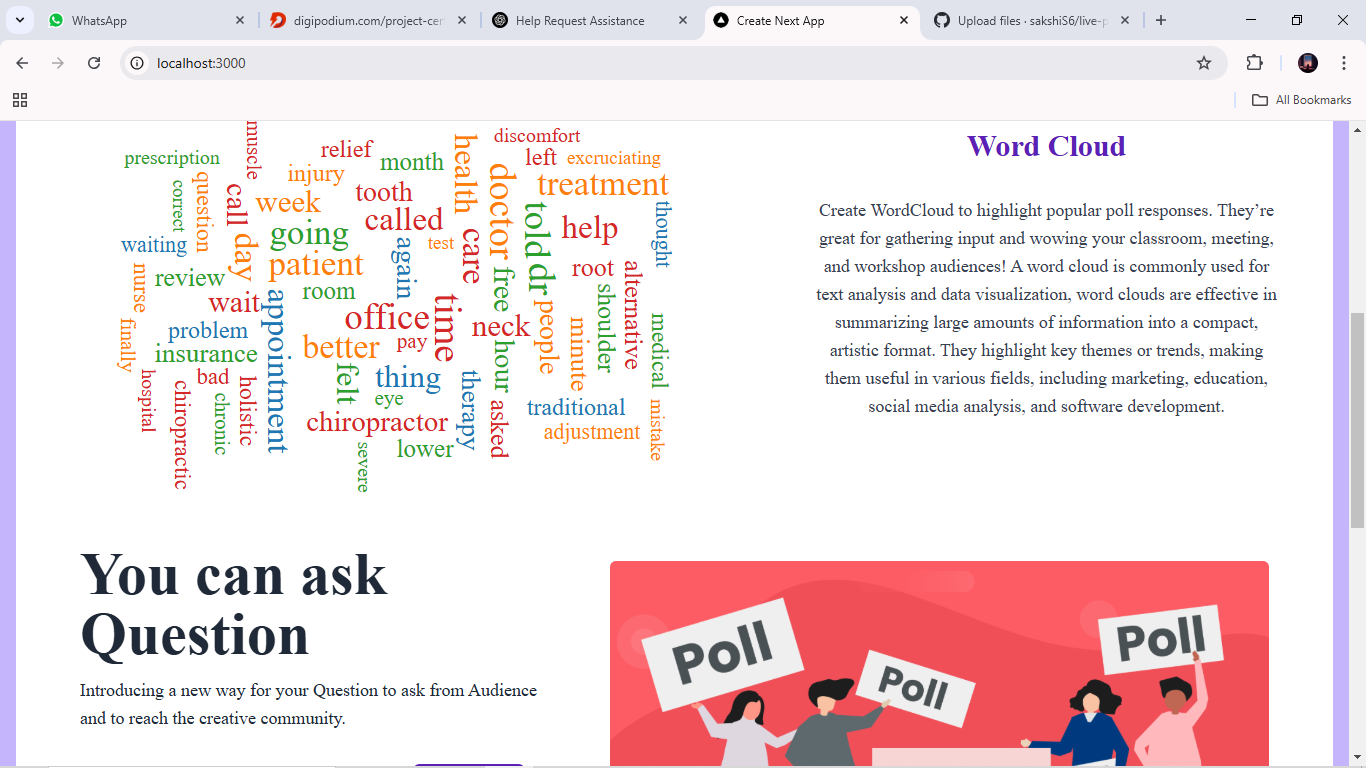 WhatsApp
digipodium.com/project-cer
Help Request Assistance
Create Next App
Upload files · sakshiS6/live-p
localhost:3000
All Bookmarks
muscle
discomfort
prescription
relief
month
health
left
excruciating
injury
doctor
treatment
correct
question
call
week
tooth
called
told
thought
waiting
day
going
again
test
care
help
nurse
review
patient
room
free
dr
root
alternative
shoulder
wait
appointment
office
time
neck
people
minute
medical
finally
problem
insurance
better
pay
hour
hospital
chiropractic
bad
chronic
holistic
felt
thing
eye
therapy
asked
traditional
mistake
chiropractor
adjustment
severe
lower
Word Cloud
Create WordCloud to highlight popular poll responses. They’re
great for gathering input and wowing your classroom, meeting,
and workshop audiences! A word cloud is commonly used for
text analysis and data visualization, word clouds are effective in
summarizing large amounts of information into a compact,
artistic format. They highlight key themes or trends, making
them useful in various fields, including marketing, education,
social media analysis, and software development.
You can ask
Question
Introducing a new way for your Question to ask from Audience
and to reach the creative community.
Poll
Poll
Poll